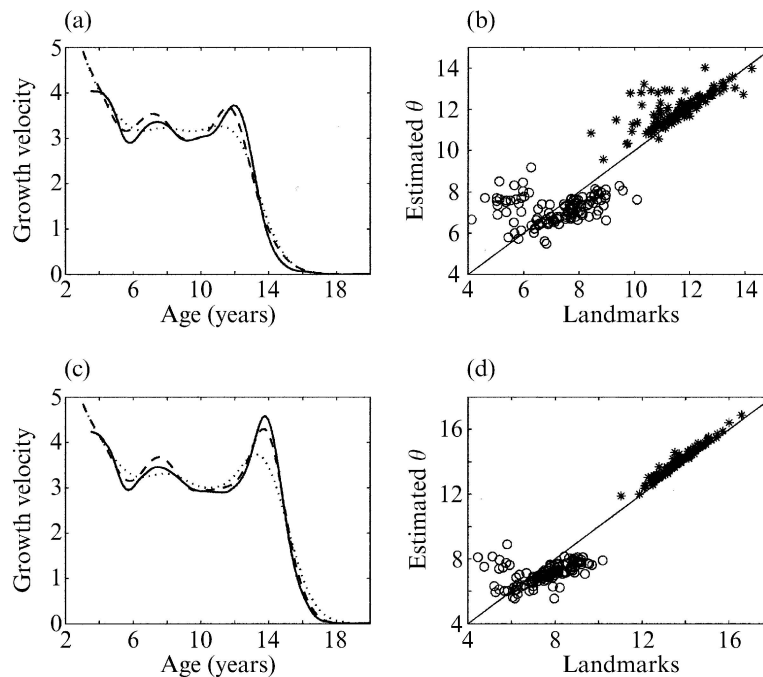 (a)
5
4
3
2
1
0
Growth velocity
2 6 10 14 18
Age (years)
(b)
14
12
10
8
6
4
Estimated θ
4 6 8 10 12 14
Landmarks
(c)
5
4
3
2
1
0
Growth velocity
2 6 10 14 18
Age (years)
(d)
16
12
8
4
Estimated θ
4 8 12 16
Landmarks